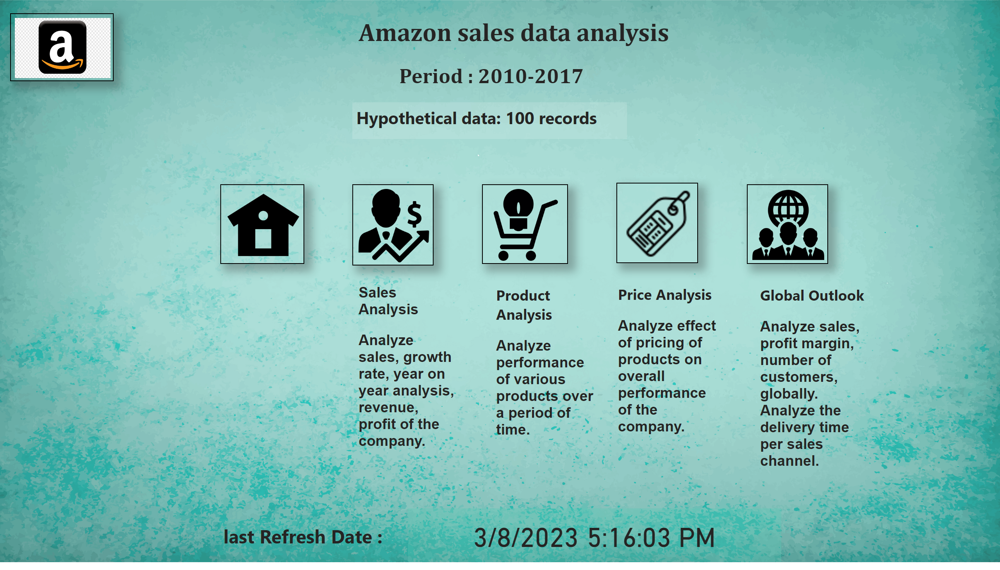 a
Amazon sales data analysis
Period : 2010-2017
Hypothetical data: 100 records
$
Sales
Analysis
Analyze
sales, growth
rate, year on
year analysis,
revenue,
profit of the
company.
Product
Analysis
Analyze
performance
of various
products over
a period of
time.
Price Analysis
Analyze effect
of pricing of
products on
overall
performance
of the
company.
Global Outlook
Analyze sales,
profit margin,
number of
customers,
globally.
Analyze the
delivery time
per sales
channel.
last Refresh Date :
3/8/2023 5:16:03 PM